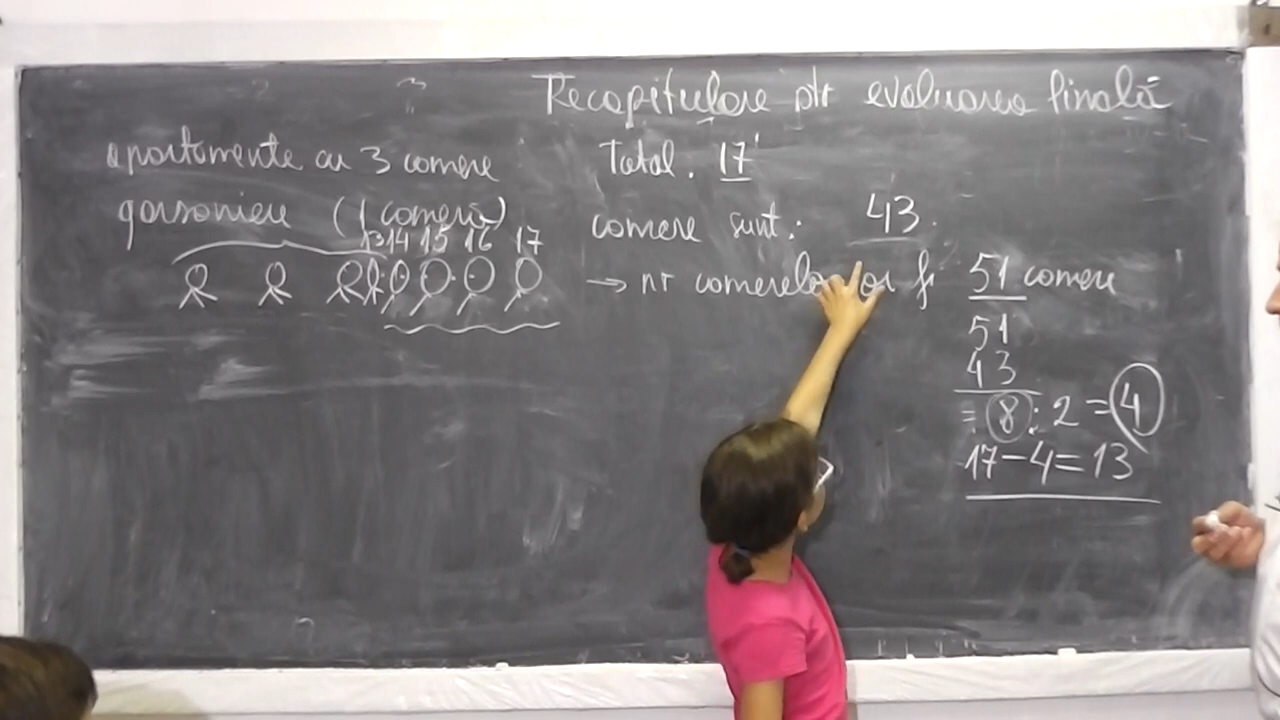 Recapitulare ptr evaluarea finală
apartamente cu 3 camere
garsoniere (1 cameră)
13 14 15 16 17
Total. 17
camere sunt: 43.
→ nr camerelor fi 51 camere
51
43
= 8 : 2 = 4
17-4=13